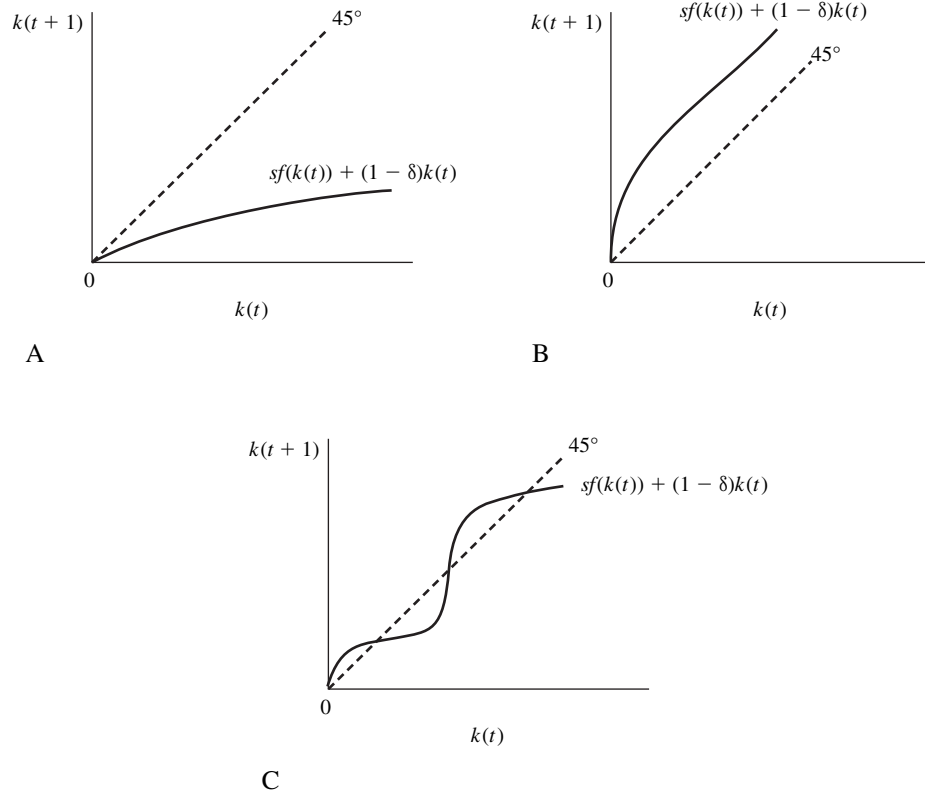 k(t + 1)
45°
sf(k(t)) + (1 − δ)k(t)
0
k(t)
A
sf(k(t)) + (1 − δ)k(t)
k(t + 1)
45°
0
k(t)
B
k(t + 1)
45°
sf(k(t)) + (1 − δ)k(t)
0
k(t)
C